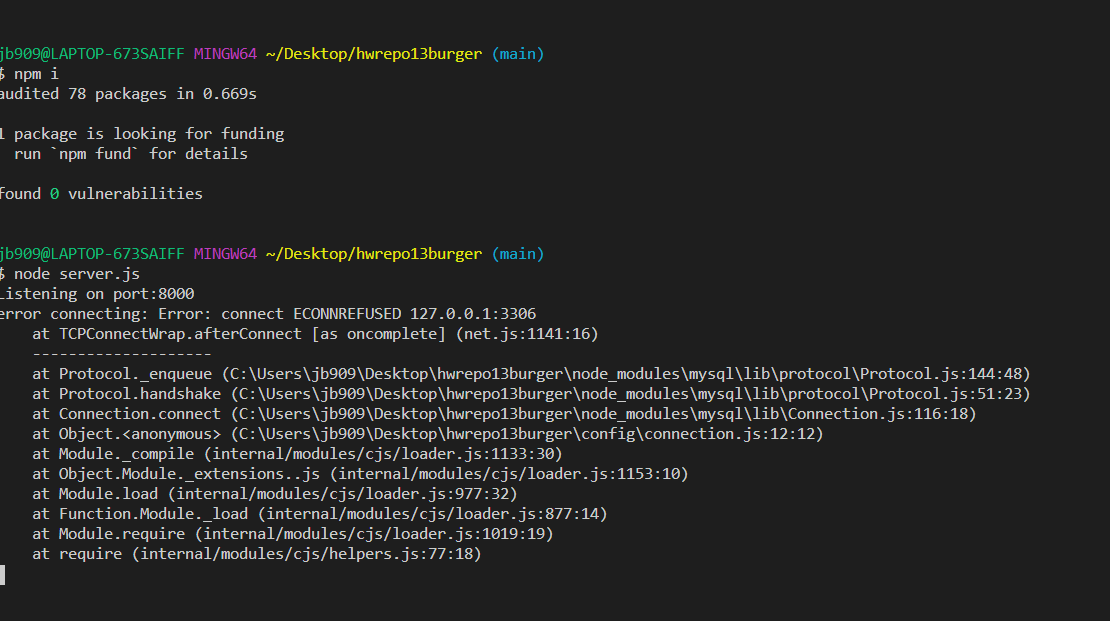 jb909@LAPTOP-673SAIFF MINGW64 ~/Desktop/hwrepo13burger (main)
$ npm i
audited 78 packages in 0.669s
1 package is looking for funding
  run `npm fund` for details
found 0 vulnerabilities
jb909@LAPTOP-673SAIFF MINGW64 ~/Desktop/hwrepo13burger (main)
$ node server.js
Listening on port:8000
error connecting: Error: connect ECONNREFUSED 127.0.0.1:3306
    at TCPConnectWrap.afterConnect [as oncomplete] (net.js:1141:16)
    --------------------
    at Protocol._enqueue (C:\Users\jb909\Desktop\hwrepo13burger\node_modules\mysql\lib\protocol\Protocol.js:144:48)
    at Protocol.handshake (C:\Users\jb909\Desktop\hwrepo13burger\node_modules\mysql\lib\protocol\Protocol.js:51:23)
    at Connection.connect (C:\Users\jb909\Desktop\hwrepo13burger\node_modules\mysql\lib\Connection.js:116:18)
    at Object.<anonymous> (C:\Users\jb909\Desktop\hwrepo13burger\config\connection.js:12:12)
    at Module._compile (internal/modules/cjs/loader.js:1133:30)
    at Object.Module._extensions..js (internal/modules/cjs/loader.js:1153:10)
    at Module.load (internal/modules/cjs/loader.js:977:32)
    at Function.Module._load (internal/modules/cjs/loader.js:877:14)
    at Module.require (internal/modules/cjs/loader.js:1019:19)
    at require (internal/modules/cjs/helpers.js:77:18)